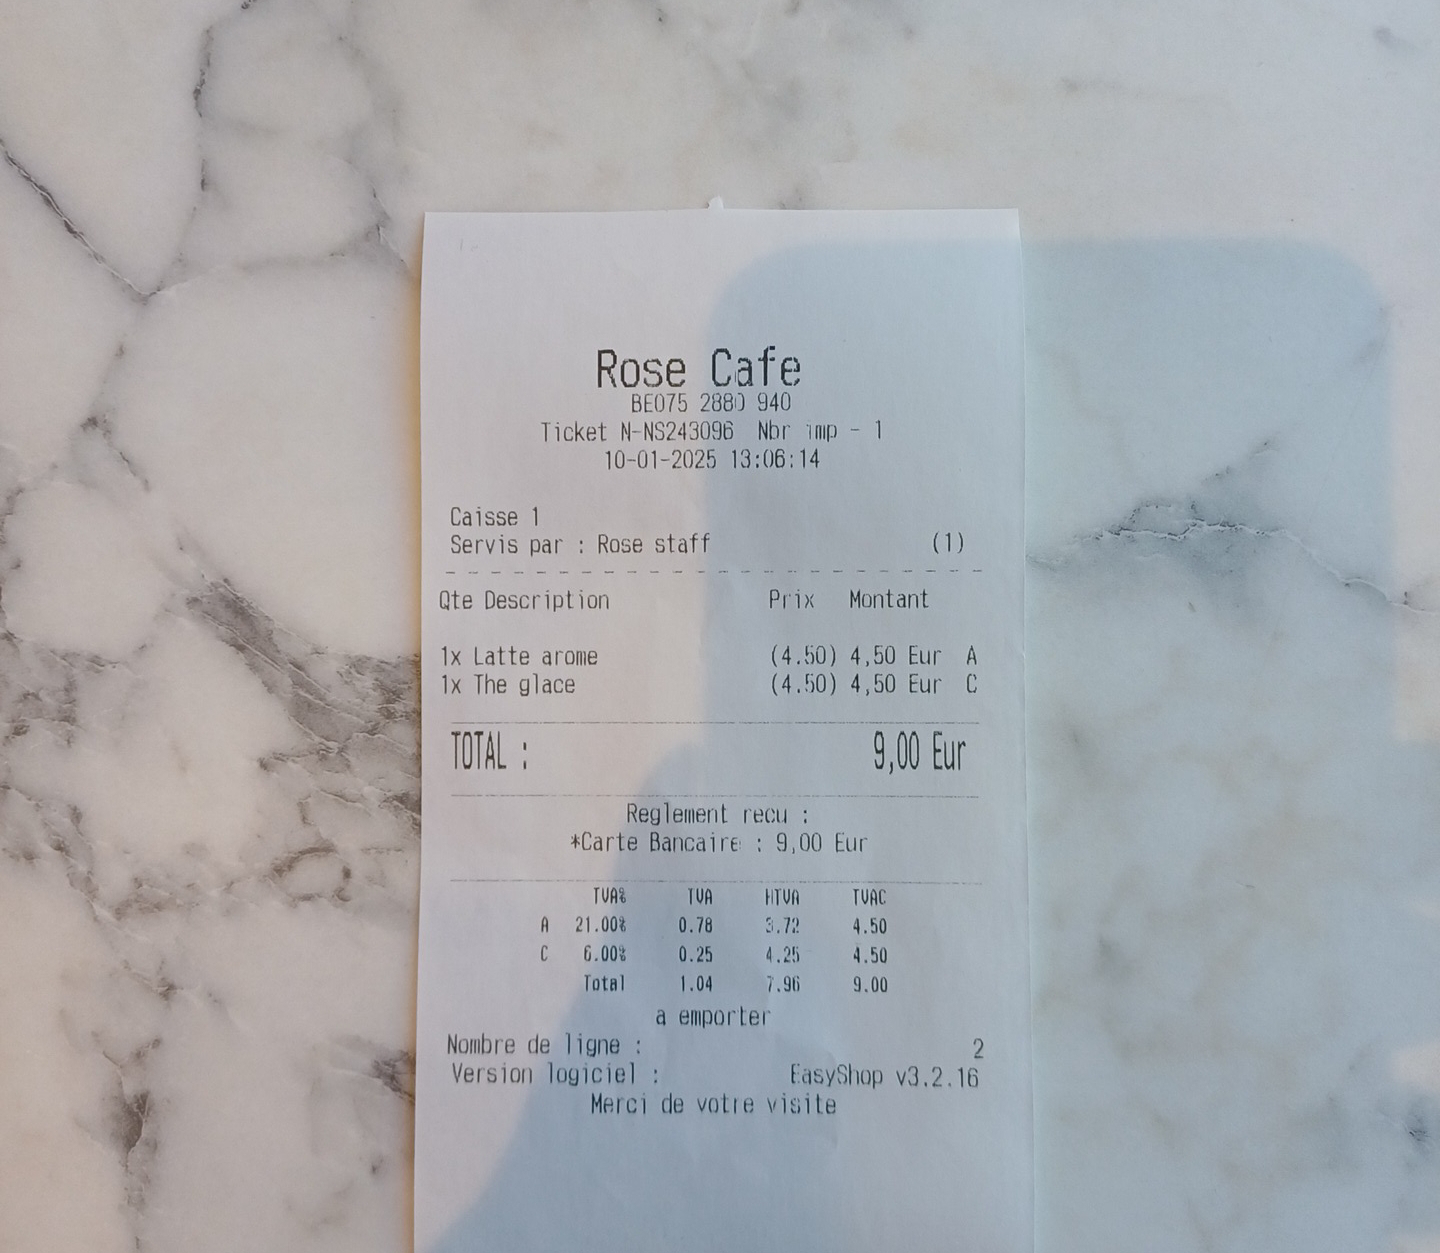 Rose Cafe
BE075 2880 940
Ticket N-NS243096 Nbr imp - 1
10-01-2025 13:06:14
Caisse 1
Servis par : Rose staff (1)
Qte Description Prix Montant
1x Latte arome (4.50) 4,50 Eur A
1x The glace (4.50) 4,50 Eur C
TOTAL : 9,00 Eur
Reglement recu :
*Carte Bancaire : 9,00 Eur
TVA% TVA HTVA TVAC
A 21.00% 0.78 3.72 4.50
C 6.00% 0.25 4.25 4.50
Total 1.04 7.96 9.00
a emporter
Nombre de ligne : 2
Version logiciel : EasyShop v3.2.16
Merci de votre visite